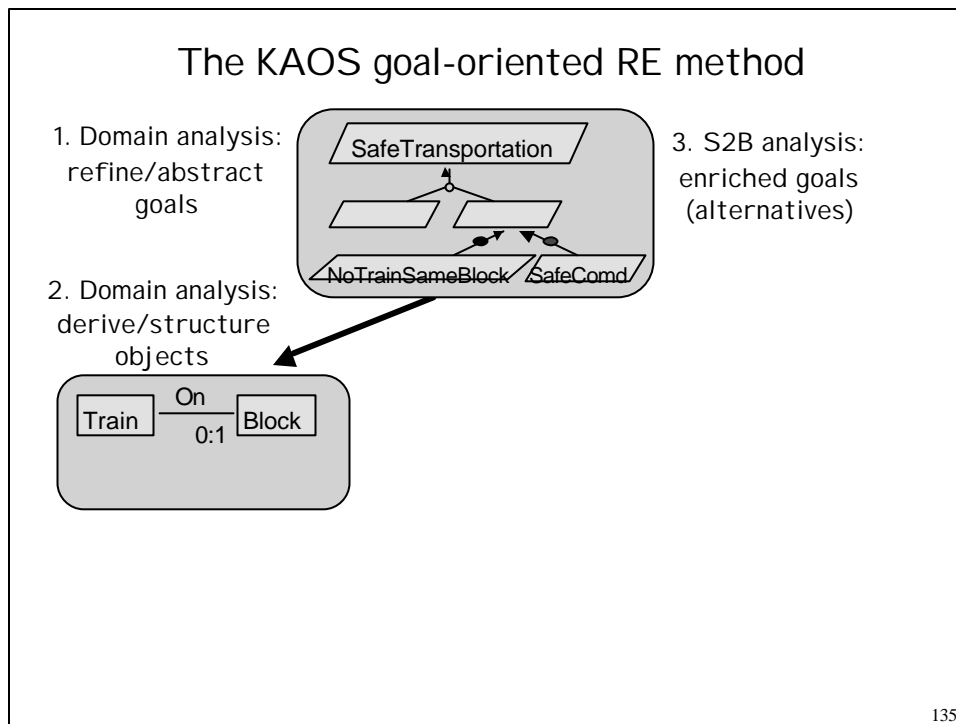 The KAOS goal-oriented RE method
1. Domain analysis:
refine/abstract
goals
SafeTransportation
NoTrainSameBlock
SafeComd
3. S2B analysis:
enriched goals
(alternatives)
2. Domain analysis:
derive/structure
objects
Train
On
0:1
Block
135